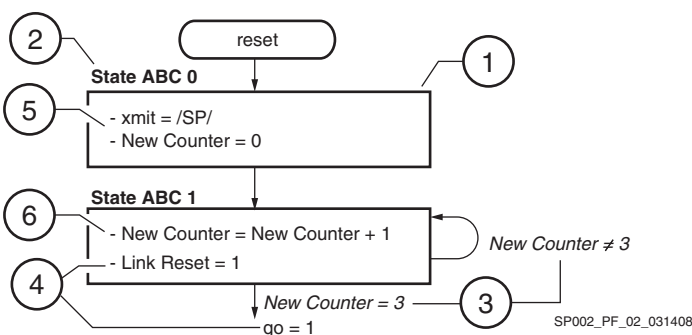 2
reset
1
State ABC 0
5
- xmit = /SP/
- New Counter = 0
State ABC 1
6
- New Counter = New Counter + 1
New Counter ≠ 3
- Link Reset = 1
4
New Counter = 3
3
go = 1
SP002_PF_02_031408